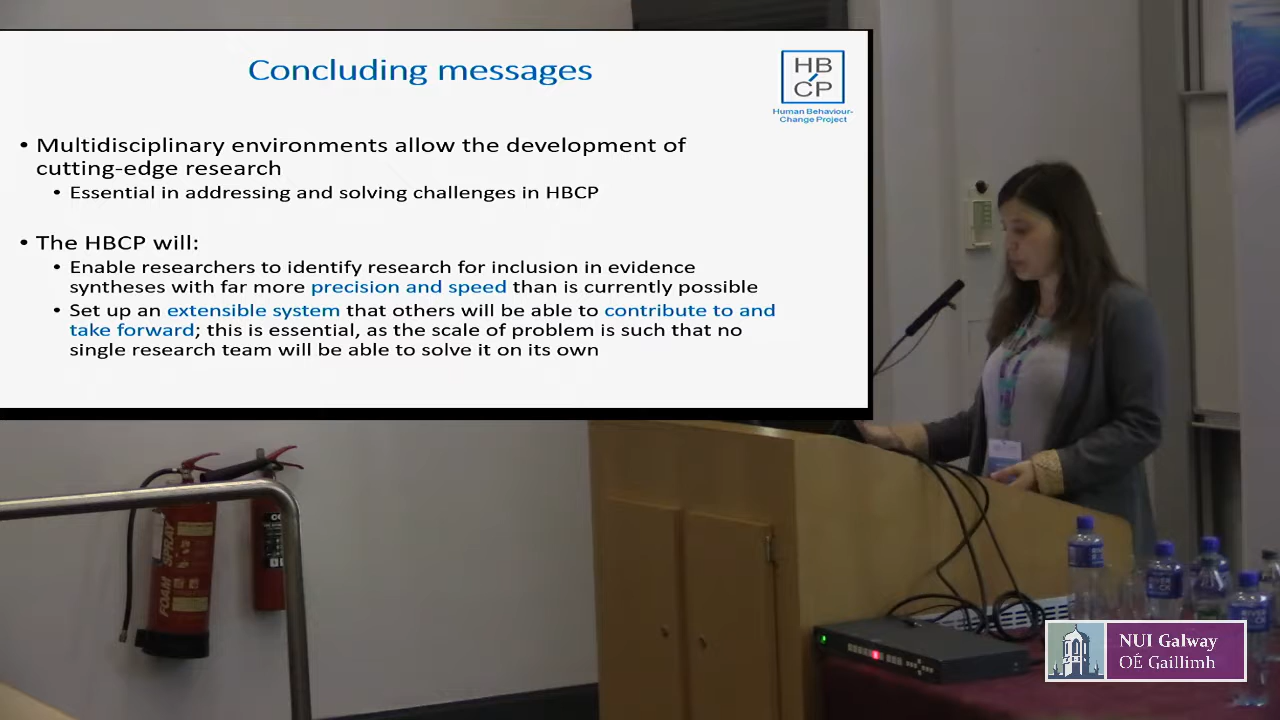 Concluding messages
HB
CP
Human Behaviour-
Change Project
• Multidisciplinary environments allow the development of
cutting-edge research
• Essential in addressing and solving challenges in HBCP
• The HBCP will:
• Enable researchers to identify research for inclusion in evidence
syntheses with far more precision and speed than is currently possible
• Set up an extensible system that others will be able to contribute to and
take forward; this is essential, as the scale of problem is such that no
single research team will be able to solve it on its own
FOAM SPRAY
NUI Galway
OÉ Gaillimh